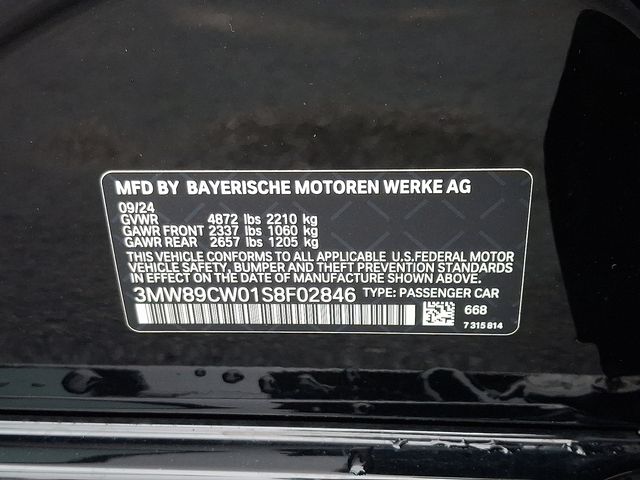 MFD BY BAYERISCHE MOTOREN WERKE AG
09/24
GVWR 4872 lbs 2210 kg
GAWR FRONT 2337 lbs 1060 kg
GAWR REAR 2657 lbs 1205 kg
THIS VEHICLE CONFORMS TO ALL APPLICABLE U.S.FEDERAL MOTOR
VEHICLE SAFETY, BUMPER AND THEFT PREVENTION STANDARDS
IN EFFECT ON THE DATE OF MANUFACTURE SHOWN ABOVE.
3MW89CW01S8F02846 TYPE: PASSENGER CAR
668
7 315 814